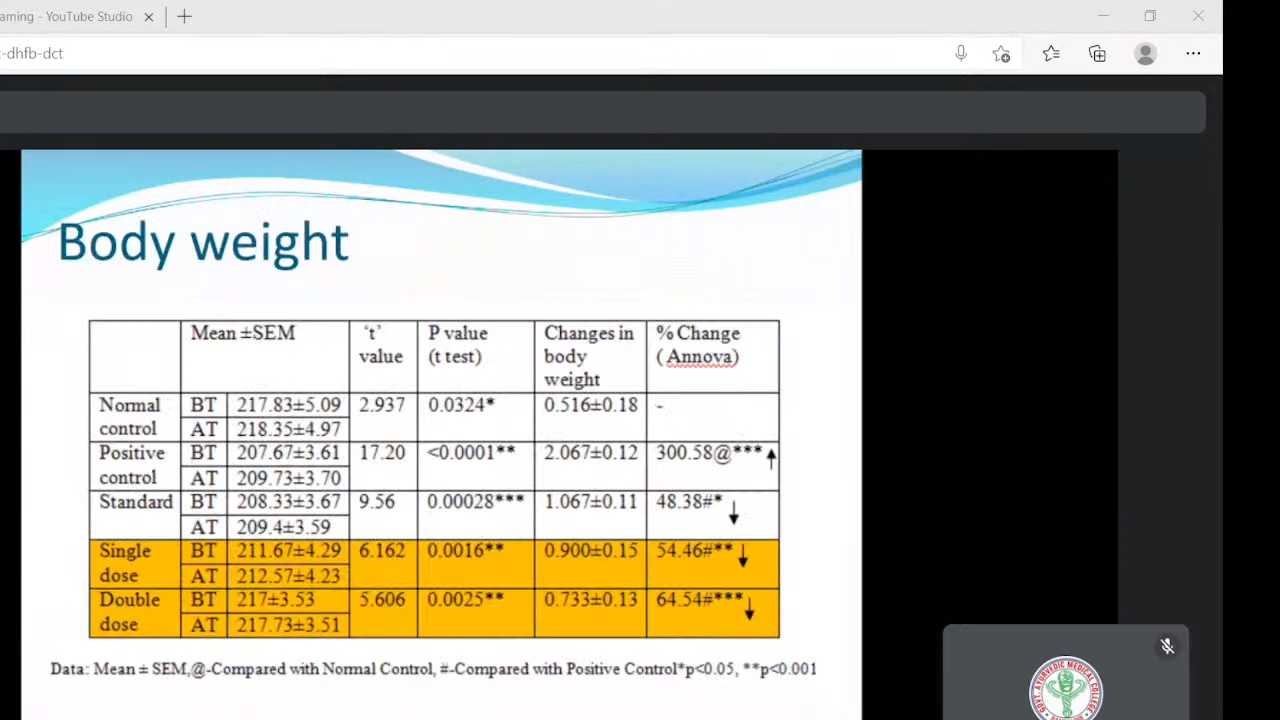 aming - YouTube Studio
-dhfb-dct
Body weight
Mean ±SEM ‘t’ value P value (t test) Changes in body weight % Change ( Annova)
Normal control BT 217.83±5.09 2.937 0.0324* 0.516±0.18 -
AT 218.35±4.97
Positive control BT 207.67±3.61 17.20 <0.0001** 2.067±0.12 300.58@***↑
AT 209.73±3.70
Standard BT 208.33±3.67 9.56 0.00028*** 1.067±0.11 48.38#* ↓
AT 209.4±3.59
Single dose BT 211.67±4.29 6.162 0.0016** 0.900±0.15 54.46#**↓
AT 212.57±4.23
Double dose BT 217±3.53 5.606 0.0025** 0.733±0.13 64.54#***↓
AT 217.73±3.51
Data: Mean ± SEM,@-Compared with Normal Control, #-Compared with Positive Control*p<0.05, **p<0.001
GOVT. AYURVEDIC MEDICAL COLLEGE